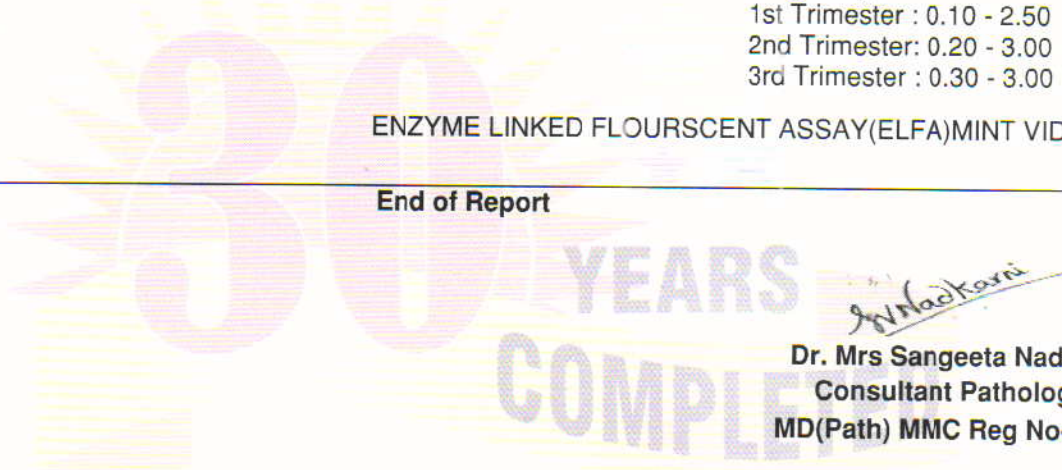 1st Trimester : 0.10 - 2.50
2nd Trimester: 0.20 - 3.00
3rd Trimester : 0.30 - 3.00
ENZYME LINKED FLOURSCENT ASSAY(ELFA)MINT VID
End of Report
30
YEARS
COMPLETED
SVNadkarni
Dr. Mrs Sangeeta Nad
Consultant Patholog
MD(Path) MMC Reg No